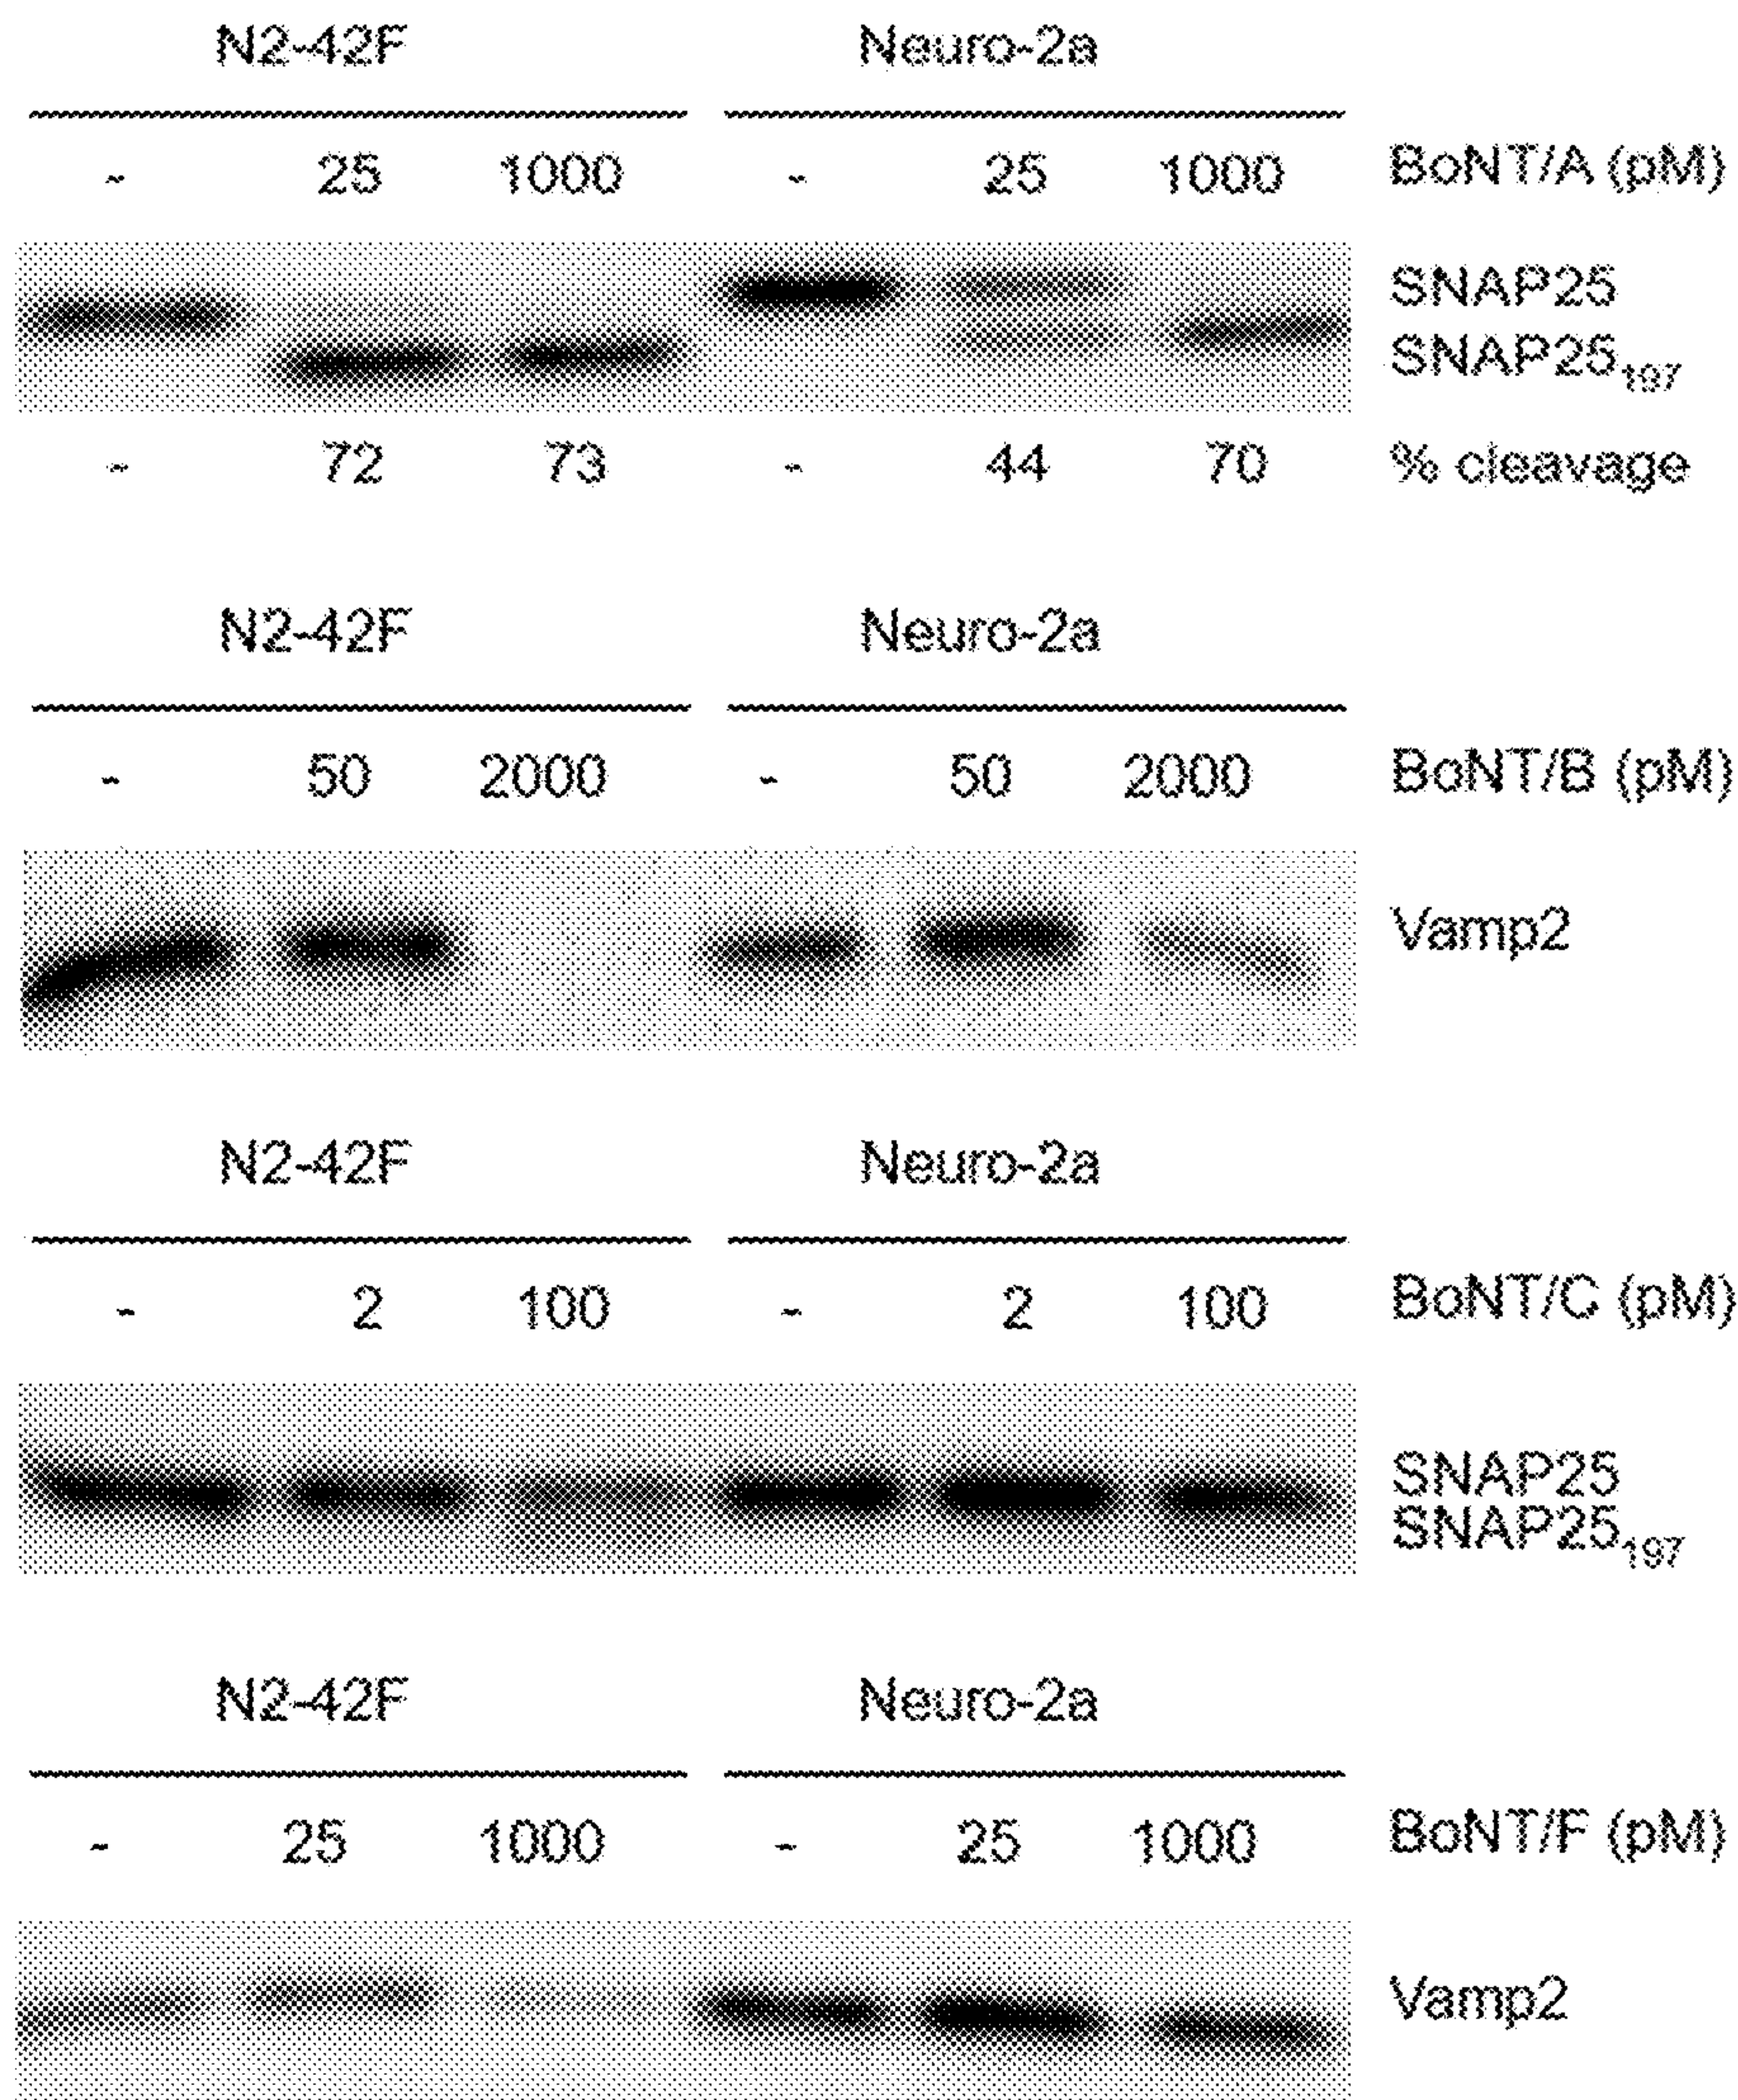 N2-42F Neuro-2a
- 25 1000 - 25 1000 BoNT/A (pM)
SNAP25
SNAP25₁₉₇
- 72 73 - 44 70 % cleavage
N2-42F Neuro-2a
- 50 2000 - 50 2000 BoNT/B (pM)
Vamp2
N2-42F Neuro-2a
- 2 100 - 2 100 BoNT/C (pM)
SNAP25
SNAP25₁₉₇
N2-42F Neuro-2a
- 25 1000 - 25 1000 BoNT/F (pM)
Vamp2